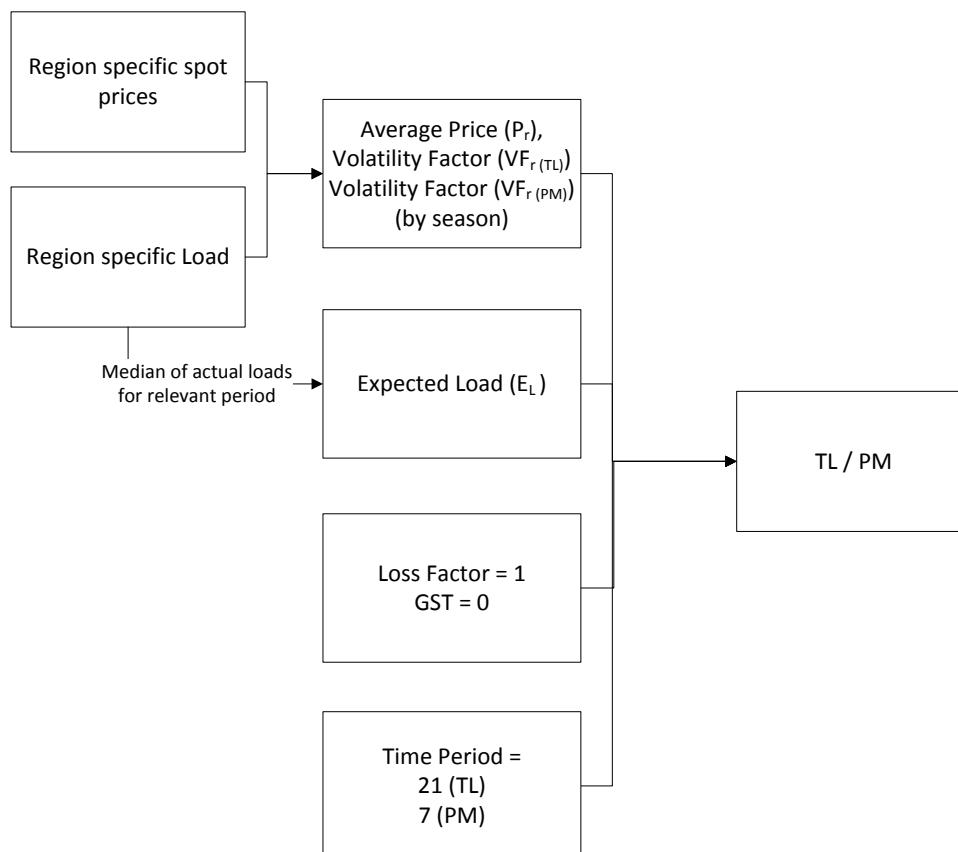 Region specific spot
prices
Average Price (Pᵣ),
Volatility Factor (VFᵣ ₍TL₎)
Volatility Factor (VFᵣ ₍PM₎)
(by season)
Region specific Load
Median of actual loads
for relevant period
Expected Load (E_L )
TL / PM
Loss Factor = 1
GST = 0
Time Period =
21 (TL)
7 (PM)